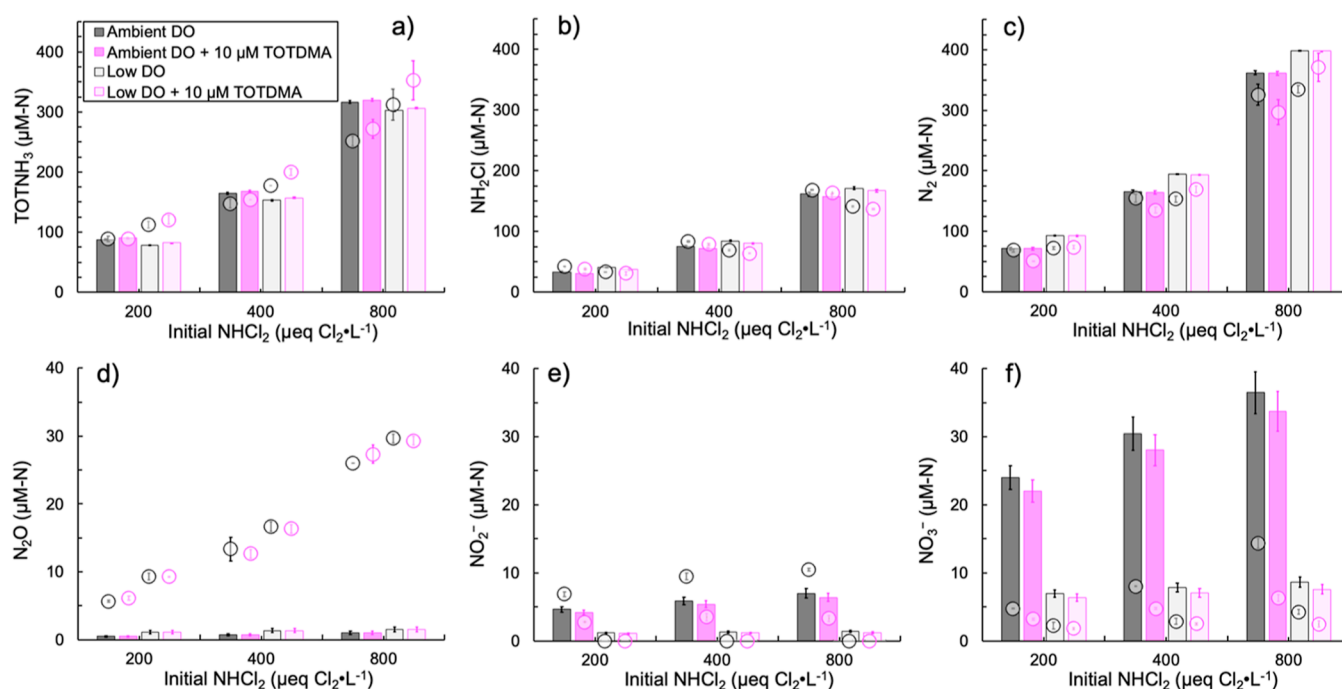 Ambient DO
Ambient DO + 10 μM TOTDMA
Low DO
Low DO + 10 μM TOTDMA
a)
TOTNH₃ (μM-N)
400
300
200
100
0
200 400 800
Initial NHCl₂ (μeq Cl₂•L⁻¹)
b)
NH₂Cl (μM-N)
400
300
200
100
0
200 400 800
Initial NHCl₂ (μeq Cl₂•L⁻¹)
c)
N₂ (μM-N)
400
300
200
100
0
200 400 800
Initial NHCl₂ (μeq Cl₂•L⁻¹)
d)
N₂O (μM-N)
40
30
20
10
0
200 400 800
Initial NHCl₂ (μeq Cl₂•L⁻¹)
e)
NO₂⁻ (μM-N)
40
30
20
10
0
200 400 800
Initial NHCl₂ (μeq Cl₂•L⁻¹)
f)
NO₃⁻ (μM-N)
40
30
20
10
0
200 400 800
Initial NHCl₂ (μeq Cl₂•L⁻¹)